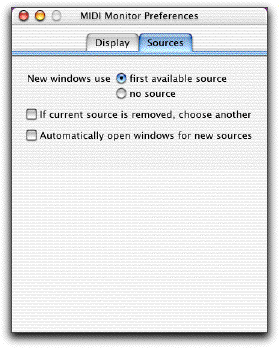 MIDI Monitor Preferences
Display Sources
New windows use first available source
no source
If current source is removed, choose another
Automatically open windows for new sources